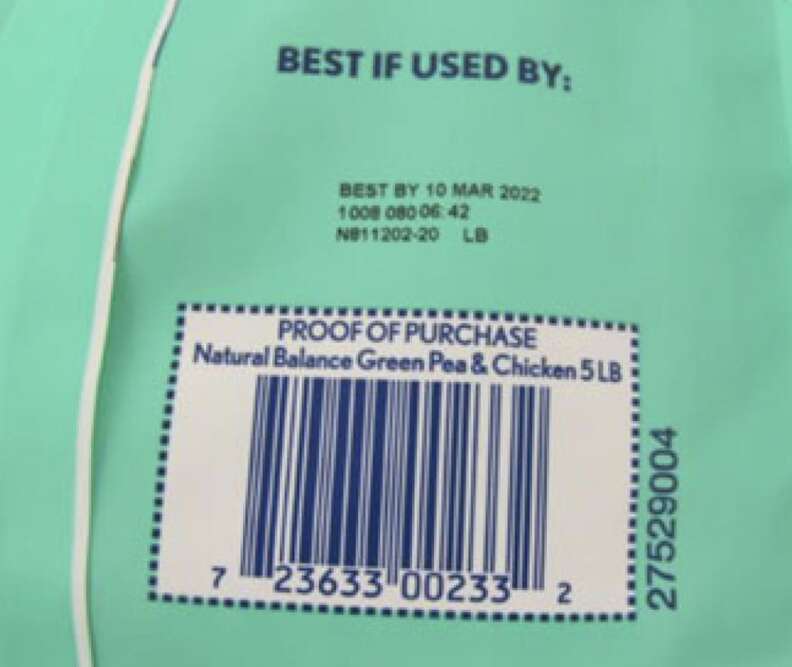 BEST IF USED BY:
BEST BY 10 MAR 2022
1008 080 06:42
N811202-20 LB
PROOF OF PURCHASE
Natural Balance Green Pea & Chicken 5 LB
7 23633 00233 2
27529004